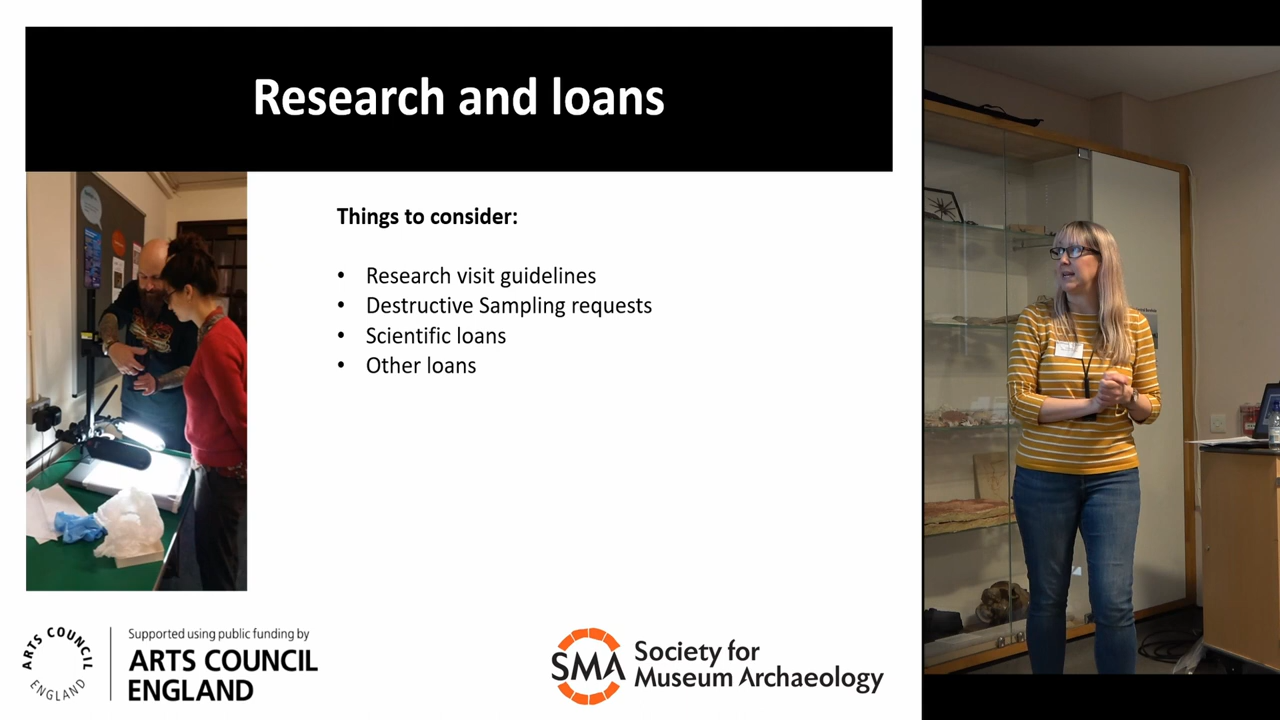 Research and loans
Things to consider:
• Research visit guidelines
• Destructive Sampling requests
• Scientific loans
• Other loans
ARTS COUNCIL
ENGLAND
Supported using public funding by
ARTS COUNCIL
ENGLAND
SMA
Society for
Museum Archaeology